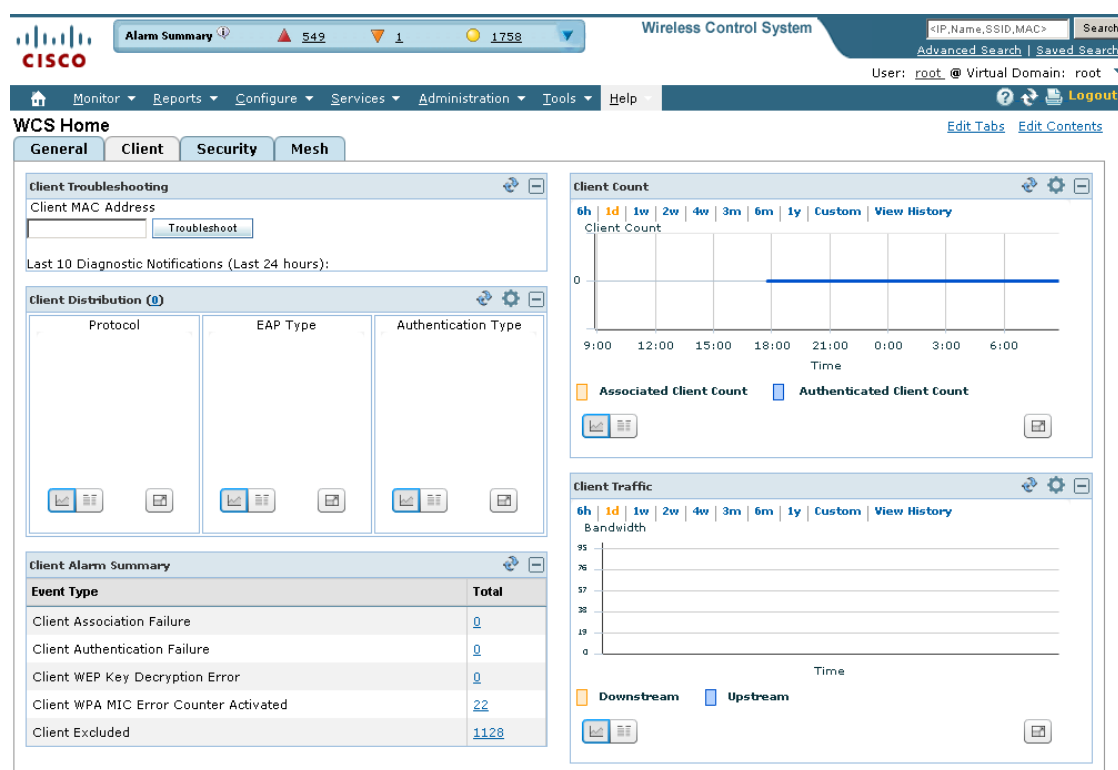 Alarm Summary 549 1 1758
Wireless Control System
<IP,Name,SSID,MAC> Search
Advanced Search | Saved Search
CISCO
User: root @ Virtual Domain: root
Monitor Reports Configure Services Administration Tools Help
Logout
WCS Home
Edit Tabs Edit Contents
General Client Security Mesh
Client Troubleshooting
Client MAC Address
Troubleshoot
Last 10 Diagnostic Notifications (Last 24 hours):
Client Distribution (0)
Protocol EAP Type Authentication Type
Client Alarm Summary
Event Type Total
Client Association Failure 0
Client Authentication Failure 0
Client WEP Key Decryption Error 0
Client WPA MIC Error Counter Activated 22
Client Excluded 1128
Client Count
6h | 1d | 1w | 2w | 4w | 3m | 6m | 1y | Custom | View History
Client Count
0
9:00 12:00 15:00 18:00 21:00 0:00 3:00 6:00
Time
Associated Client Count Authenticated Client Count
Client Traffic
6h | 1d | 1w | 2w | 4w | 3m | 6m | 1y | Custom | View History
Bandwidth
95
76
57
38
19
0
Time
Downstream Upstream